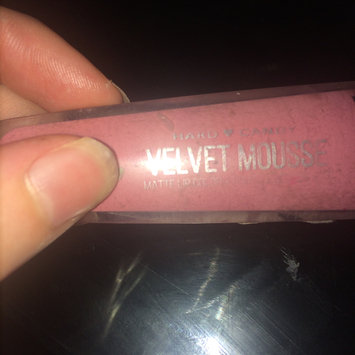 HARD CANDY
VELVET MOUSSE
MATTE LIP